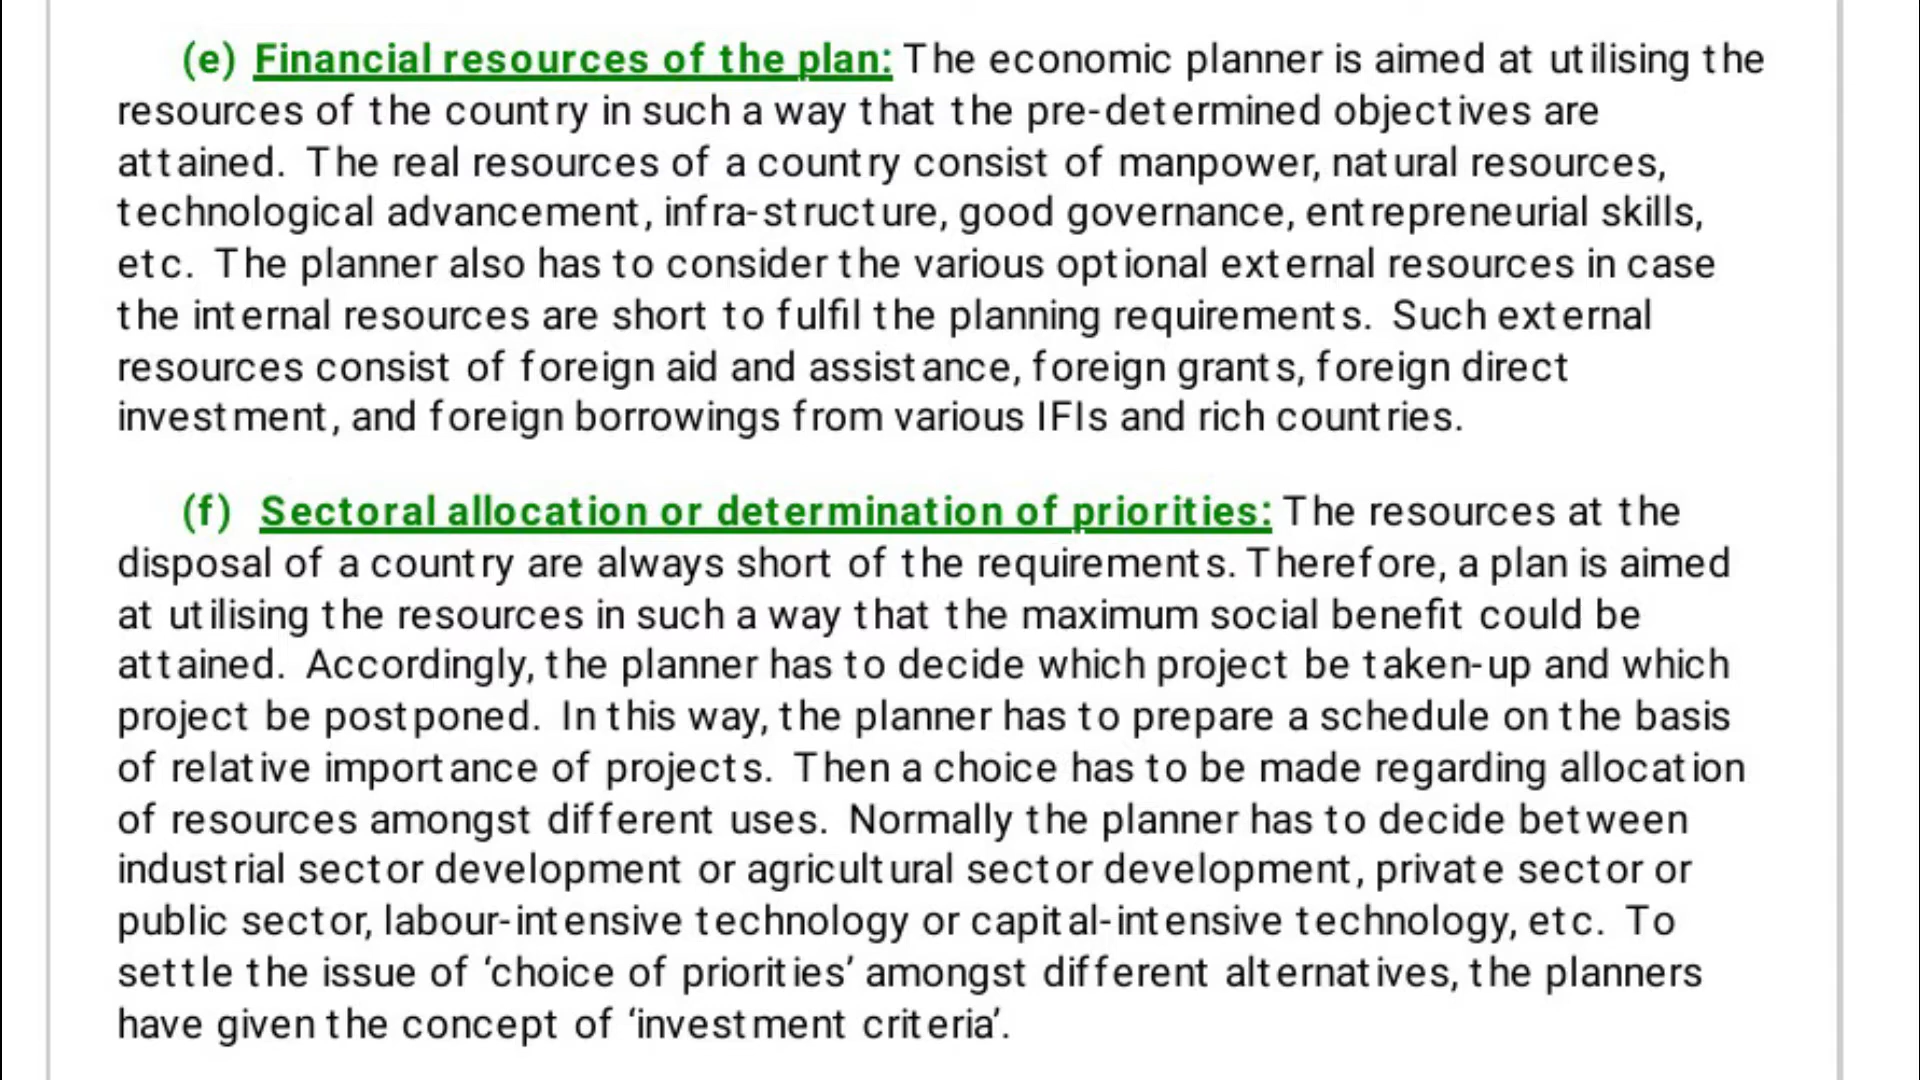 (e) Financial resources of the plan: The economic planner is aimed at utilising the
resources of the country in such a way that the pre-determined objectives are
attained. The real resources of a country consist of manpower, natural resources,
technological advancement, infra-structure, good governance, entrepreneurial skills,
etc. The planner also has to consider the various optional external resources in case
the internal resources are short to fulfil the planning requirements. Such external
resources consist of foreign aid and assistance, foreign grants, foreign direct
investment, and foreign borrowings from various IFIs and rich countries.
(f) Sectoral allocation or determination of priorities: The resources at the
disposal of a country are always short of the requirements. Therefore, a plan is aimed
at utilising the resources in such a way that the maximum social benefit could be
attained. Accordingly, the planner has to decide which project be taken-up and which
project be postponed. In this way, the planner has to prepare a schedule on the basis
of relative importance of projects. Then a choice has to be made regarding allocation
of resources amongst different uses. Normally the planner has to decide between
industrial sector development or agricultural sector development, private sector or
public sector, labour-intensive technology or capital-intensive technology, etc. To
settle the issue of ‘choice of priorities’ amongst different alternatives, the planners
have given the concept of ‘investment criteria’.